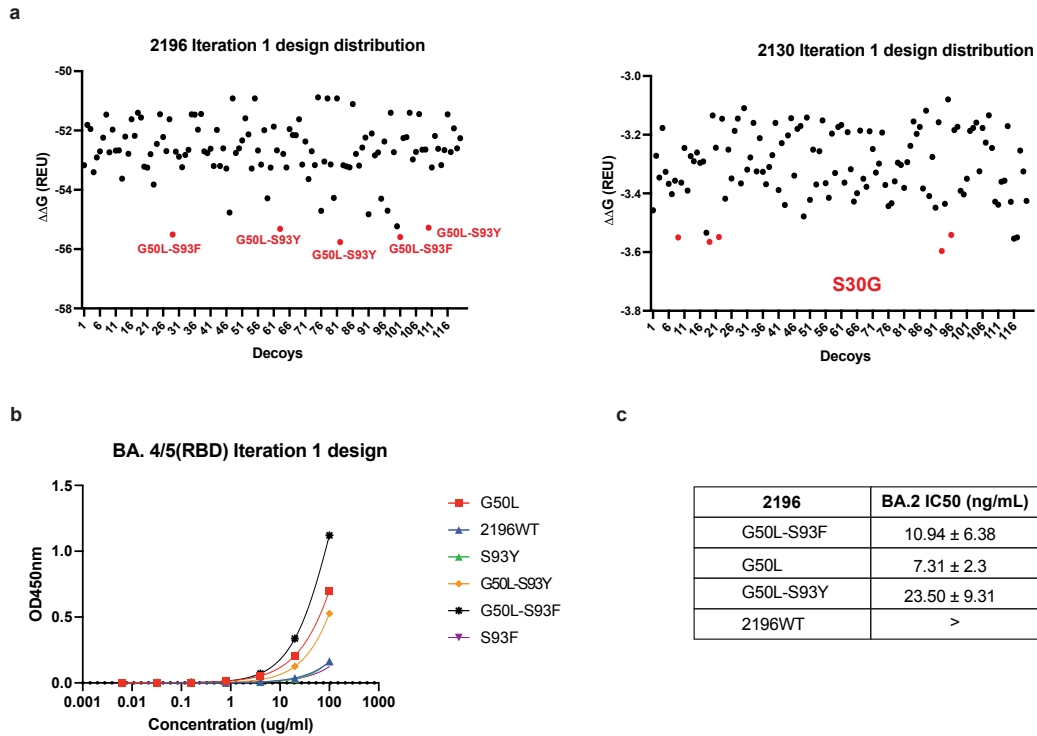 a
2196 Iteration 1 design distribution
-50
-52
-54
-56
-58
ΔΔG (REU)
G50L-S93F
G50L-S93Y
G50L-S93Y
G50L-S93F
G50L-S93Y
1 6 11 16 21 26 31 36 41 46 51 56 61 66 71 76 81 86 91 96 101 106 111 116
Decoys
2130 Iteration 1 design distribution
-3.0
-3.2
-3.4
-3.6
-3.8
ΔΔG (REU)
S30G
1 6 11 16 21 26 31 36 41 46 51 56 61 66 71 76 81 86 91 96 101 106 111 116
Decoys
b
BA. 4/5(RBD) Iteration 1 design
1.5
1.0
0.5
0.0
OD450nm
0.001 0.01 0.1 1 10 100 1000
Concentration (ug/ml)
G50L
2196WT
S93Y
G50L-S93Y
G50L-S93F
S93F
c
2196 BA.2 IC50 (ng/mL)
G50L-S93F 10.94 ± 6.38
G50L 7.31 ± 2.3
G50L-S93Y 23.50 ± 9.31
2196WT >